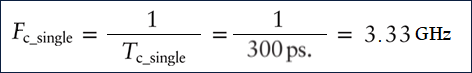 F_c_single = 1 / T_c_single = 1 / 300 ps. = 3.33 GHz